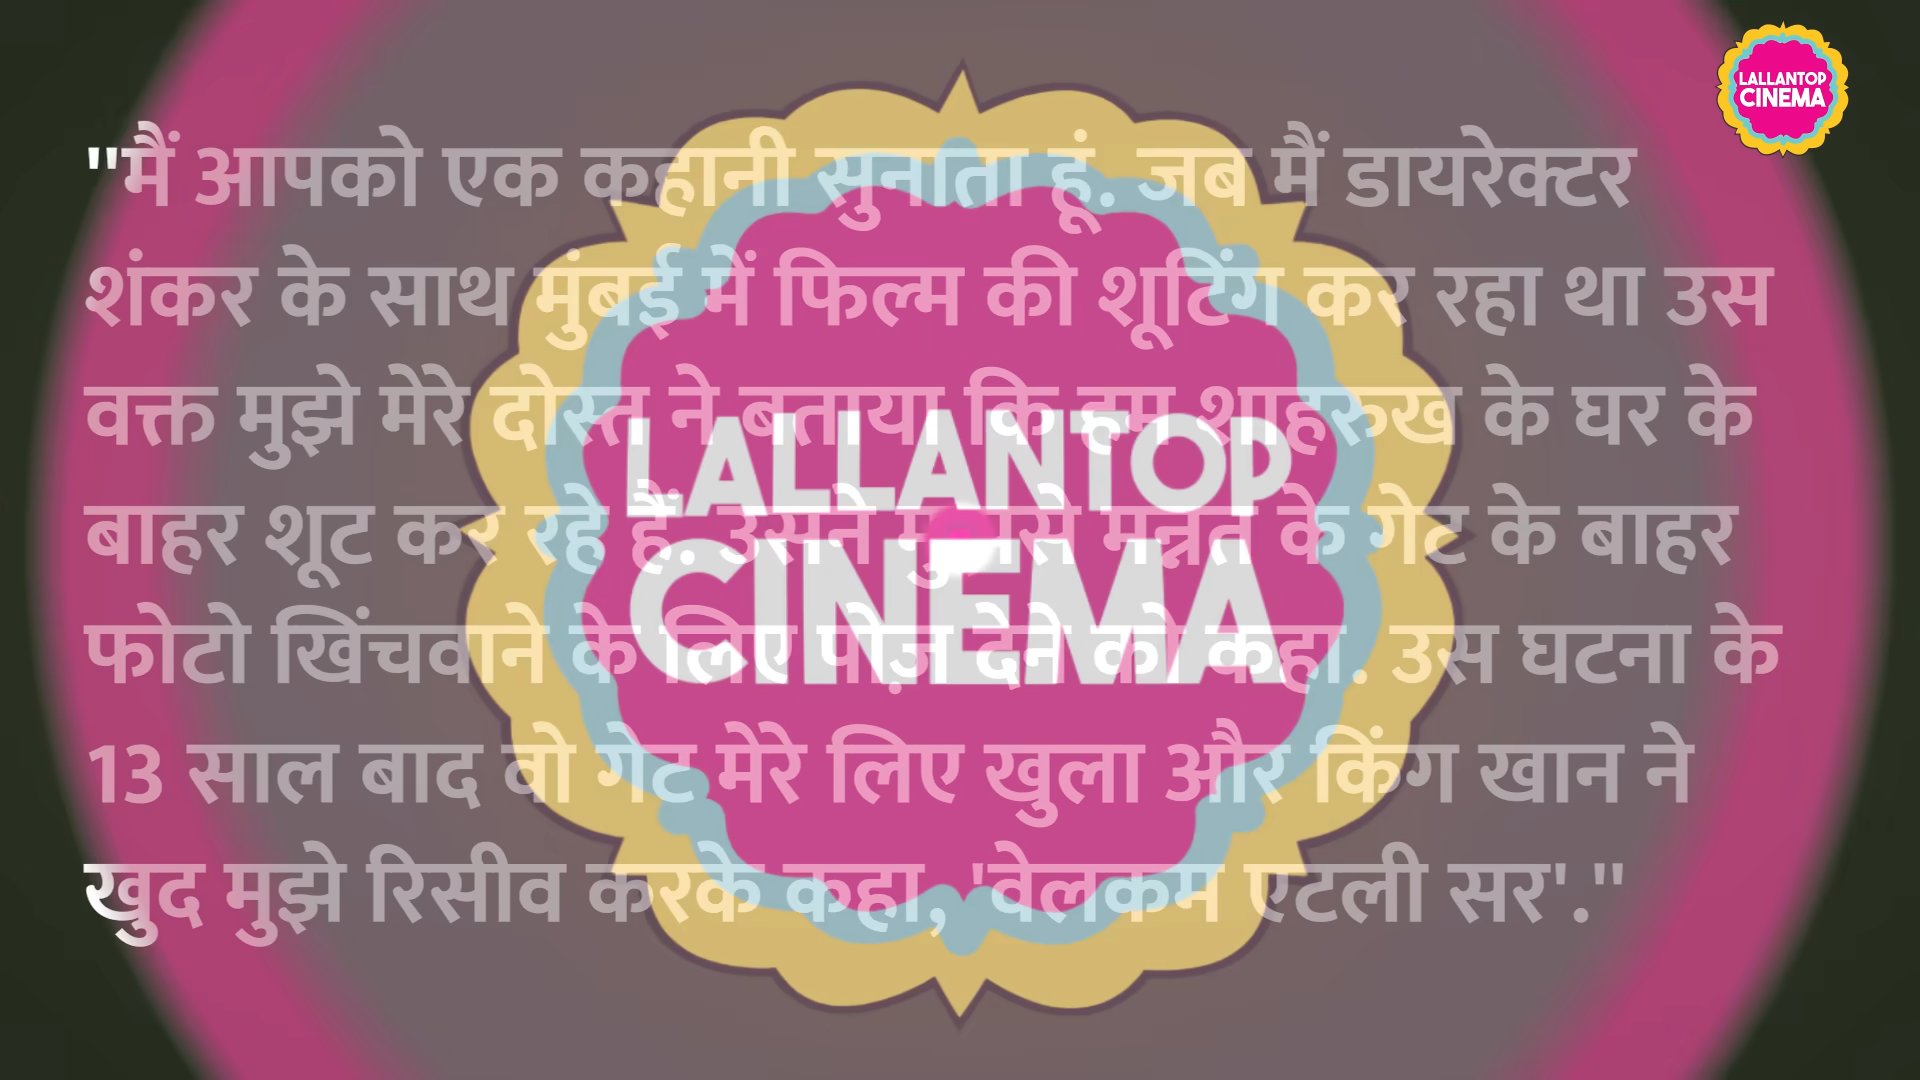 LALLANTOP
CINEMA
"मैं आपको एक कहानी सुनाता हूं. जब मैं डायरेक्टर
शंकर के साथ मुंबई में फिल्म की शूटिंग कर रहा था उस
वक्त मुझे मेरे दोस्त ने बताया कि हम शाहरुख के घर के
बाहर शूट कर रहे हैं. उसने मुझसे मन्नत के गेट के बाहर
फोटो खिंचवाने के लिए पोज़ देने को कहा. उस घटना के
13 साल बाद वो गेट मेरे लिए खुला और किंग खान ने
खुद मुझे रिसीव करके कहा, 'वेलकम एटली सर'."
LALLANTOP
CINEMA